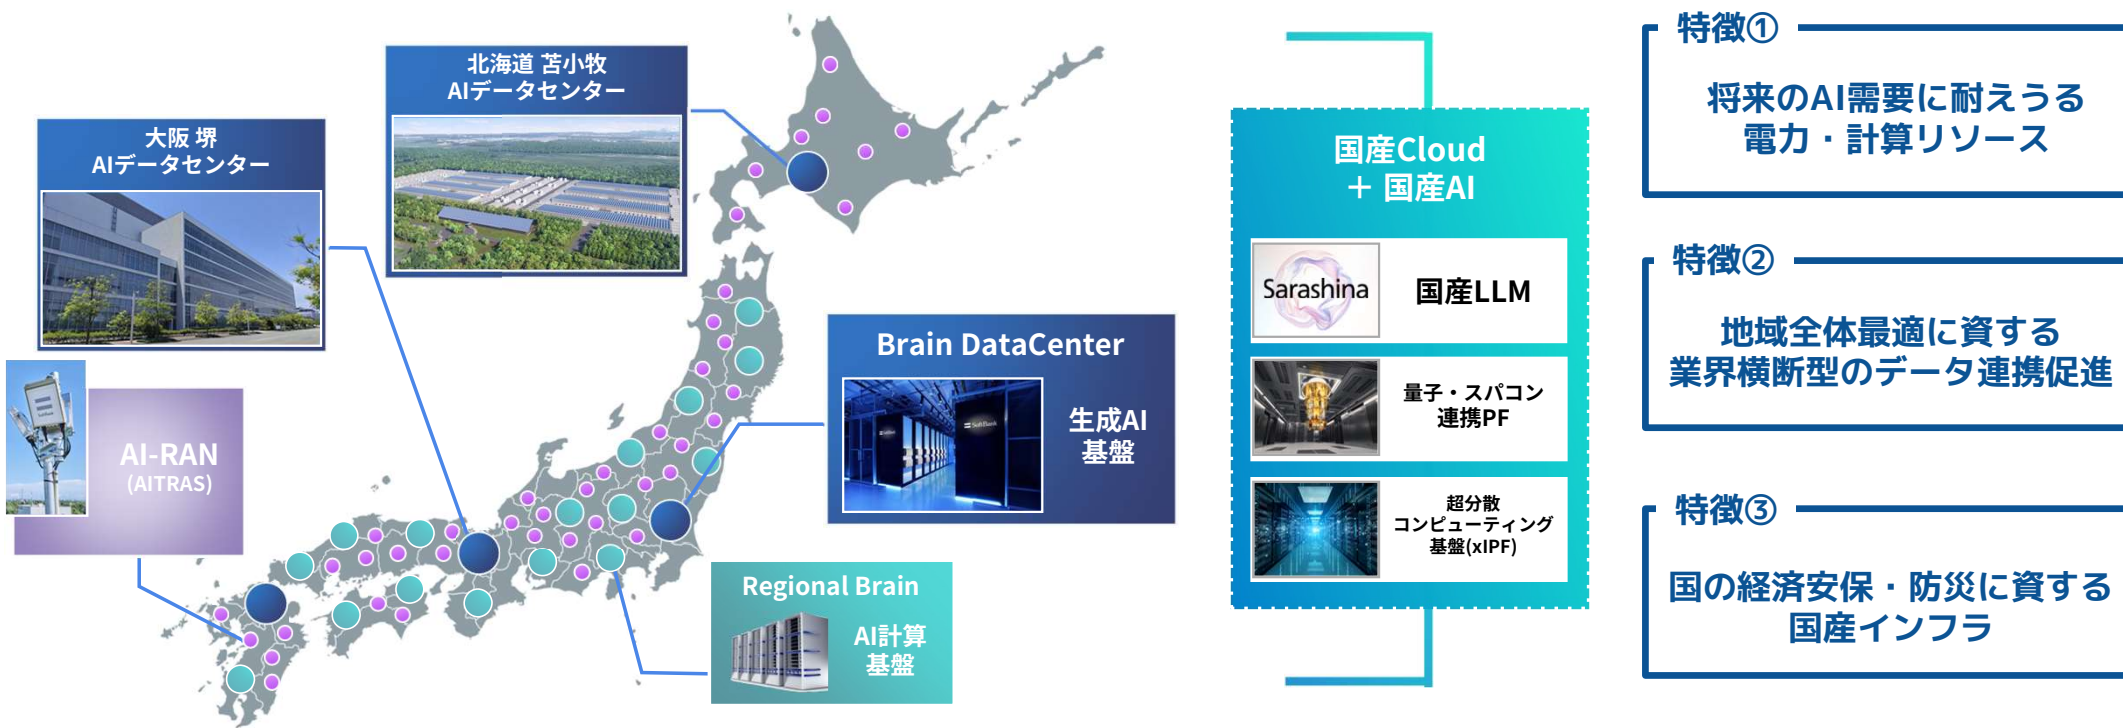 北海道 苫小牧
AIデータセンター
大阪 堺
AIデータセンター
AI-RAN
(AITRAS)
Brain DataCenter
生成AI
基盤
SoftBank
Regional Brain
AI計算
基盤
国産Cloud
＋ 国産AI
Sarashina
国産LLM
量子・スパコン
連携PF
超分散
コンピューティング
基盤(xIPF)
特徴①
将来のAI需要に耐えうる
電力・計算リソース
特徴②
地域全体最適に資する
業界横断型のデータ連携促進
特徴③
国の経済安保・防災に資する
国産インフラ